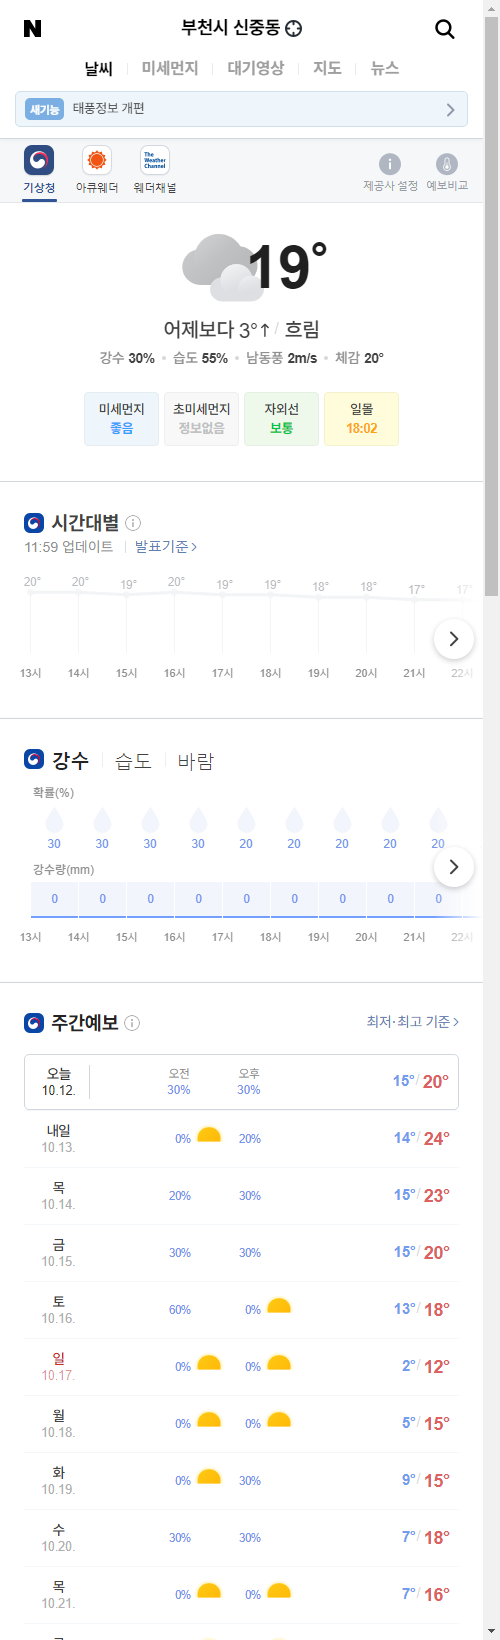 N
부천시 신중동
날씨 미세먼지 대기영상 지도 뉴스
새기능 태풍정보 개편
The Weather Channel
기상청 아큐웨더 웨더채널 제공사 설정 예보비교
19°
어제보다 3°↑ / 흐림
강수 30% • 습도 55% • 남동풍 2m/s • 체감 20°
미세먼지 초미세먼지 자외선 일몰
좋음 정보없음 보통 18:02
시간대별
11:59 업데이트 발표기준 >
20° 20° 19° 20° 19° 19° 18° 18° 17° 17°
13시 14시 15시 16시 17시 18시 19시 20시 21시 22시
강수 습도 바람
확률(%)
30 30 30 30 20 20 20 20 20
강수량(mm)
0 0 0 0 0 0 0 0 0
13시 14시 15시 16시 17시 18시 19시 20시 21시 22시
주간예보 최저·최고 기준 >
오늘 오전 오후
10.12. 30% 30% 15° / 20°
내일
10.13. 0% 20% 14° / 24°
목
10.14. 20% 30% 15° / 23°
금
10.15. 30% 30% 15° / 20°
토
10.16. 60% 0% 13° / 18°
일
10.17. 0% 0% 2° / 12°
월
10.18. 0% 0% 5° / 15°
화
10.19. 0% 30% 9° / 15°
수
10.20. 30% 30% 7° / 18°
목
10.21. 0% 0% 7° / 16°